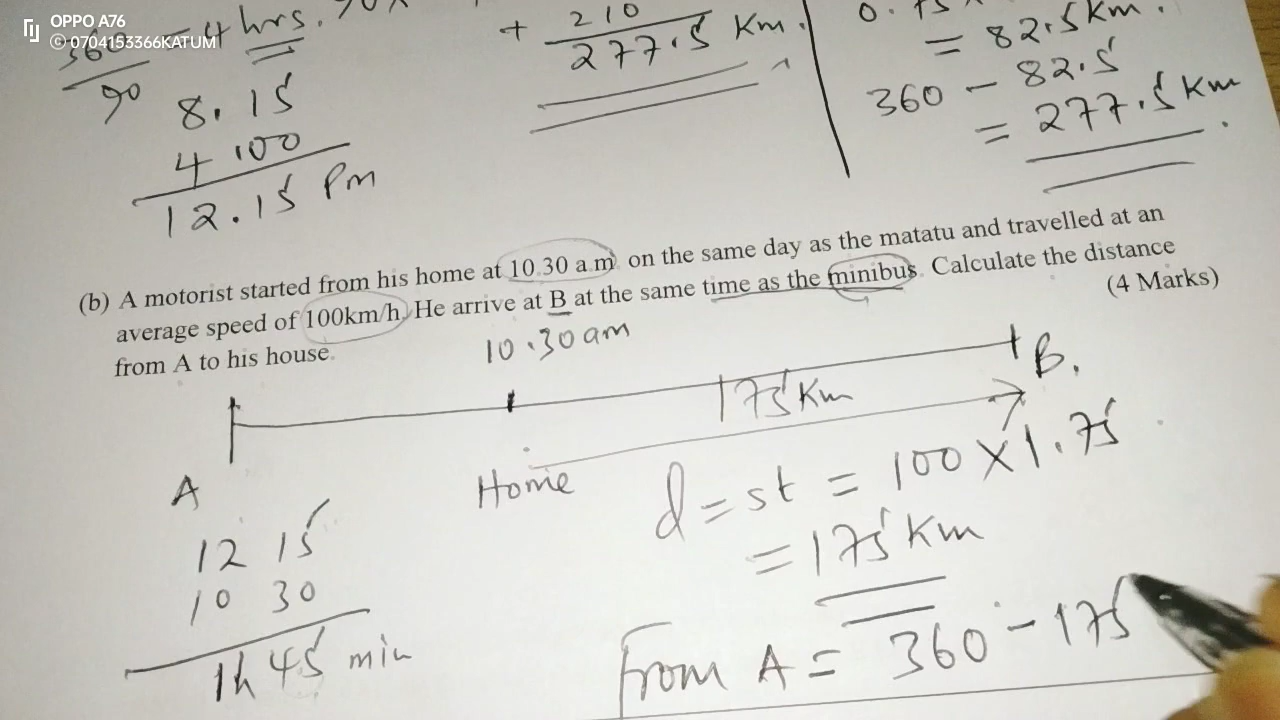 OPPO A76
© 0704153366KATUM
360 = 4 hrs.
90
8.15
4 00
12.15 Pm
+ 210
277.5 Km.
= 82.5 Km.
360 - 82.5
= 277.5 Km
(b) A motorist started from his home at 10.30 a.m on the same day as the matatu and travelled at an
average speed of 100km/h. He arrive at B at the same time as the minibus. Calculate the distance
from A to his house. (4 Marks)
10.30 am
175 Km
B.
A
Home
d = st = 100 × 1.75
= 175 Km
12 15
10 30
1h 45 min
From A = 360 - 175